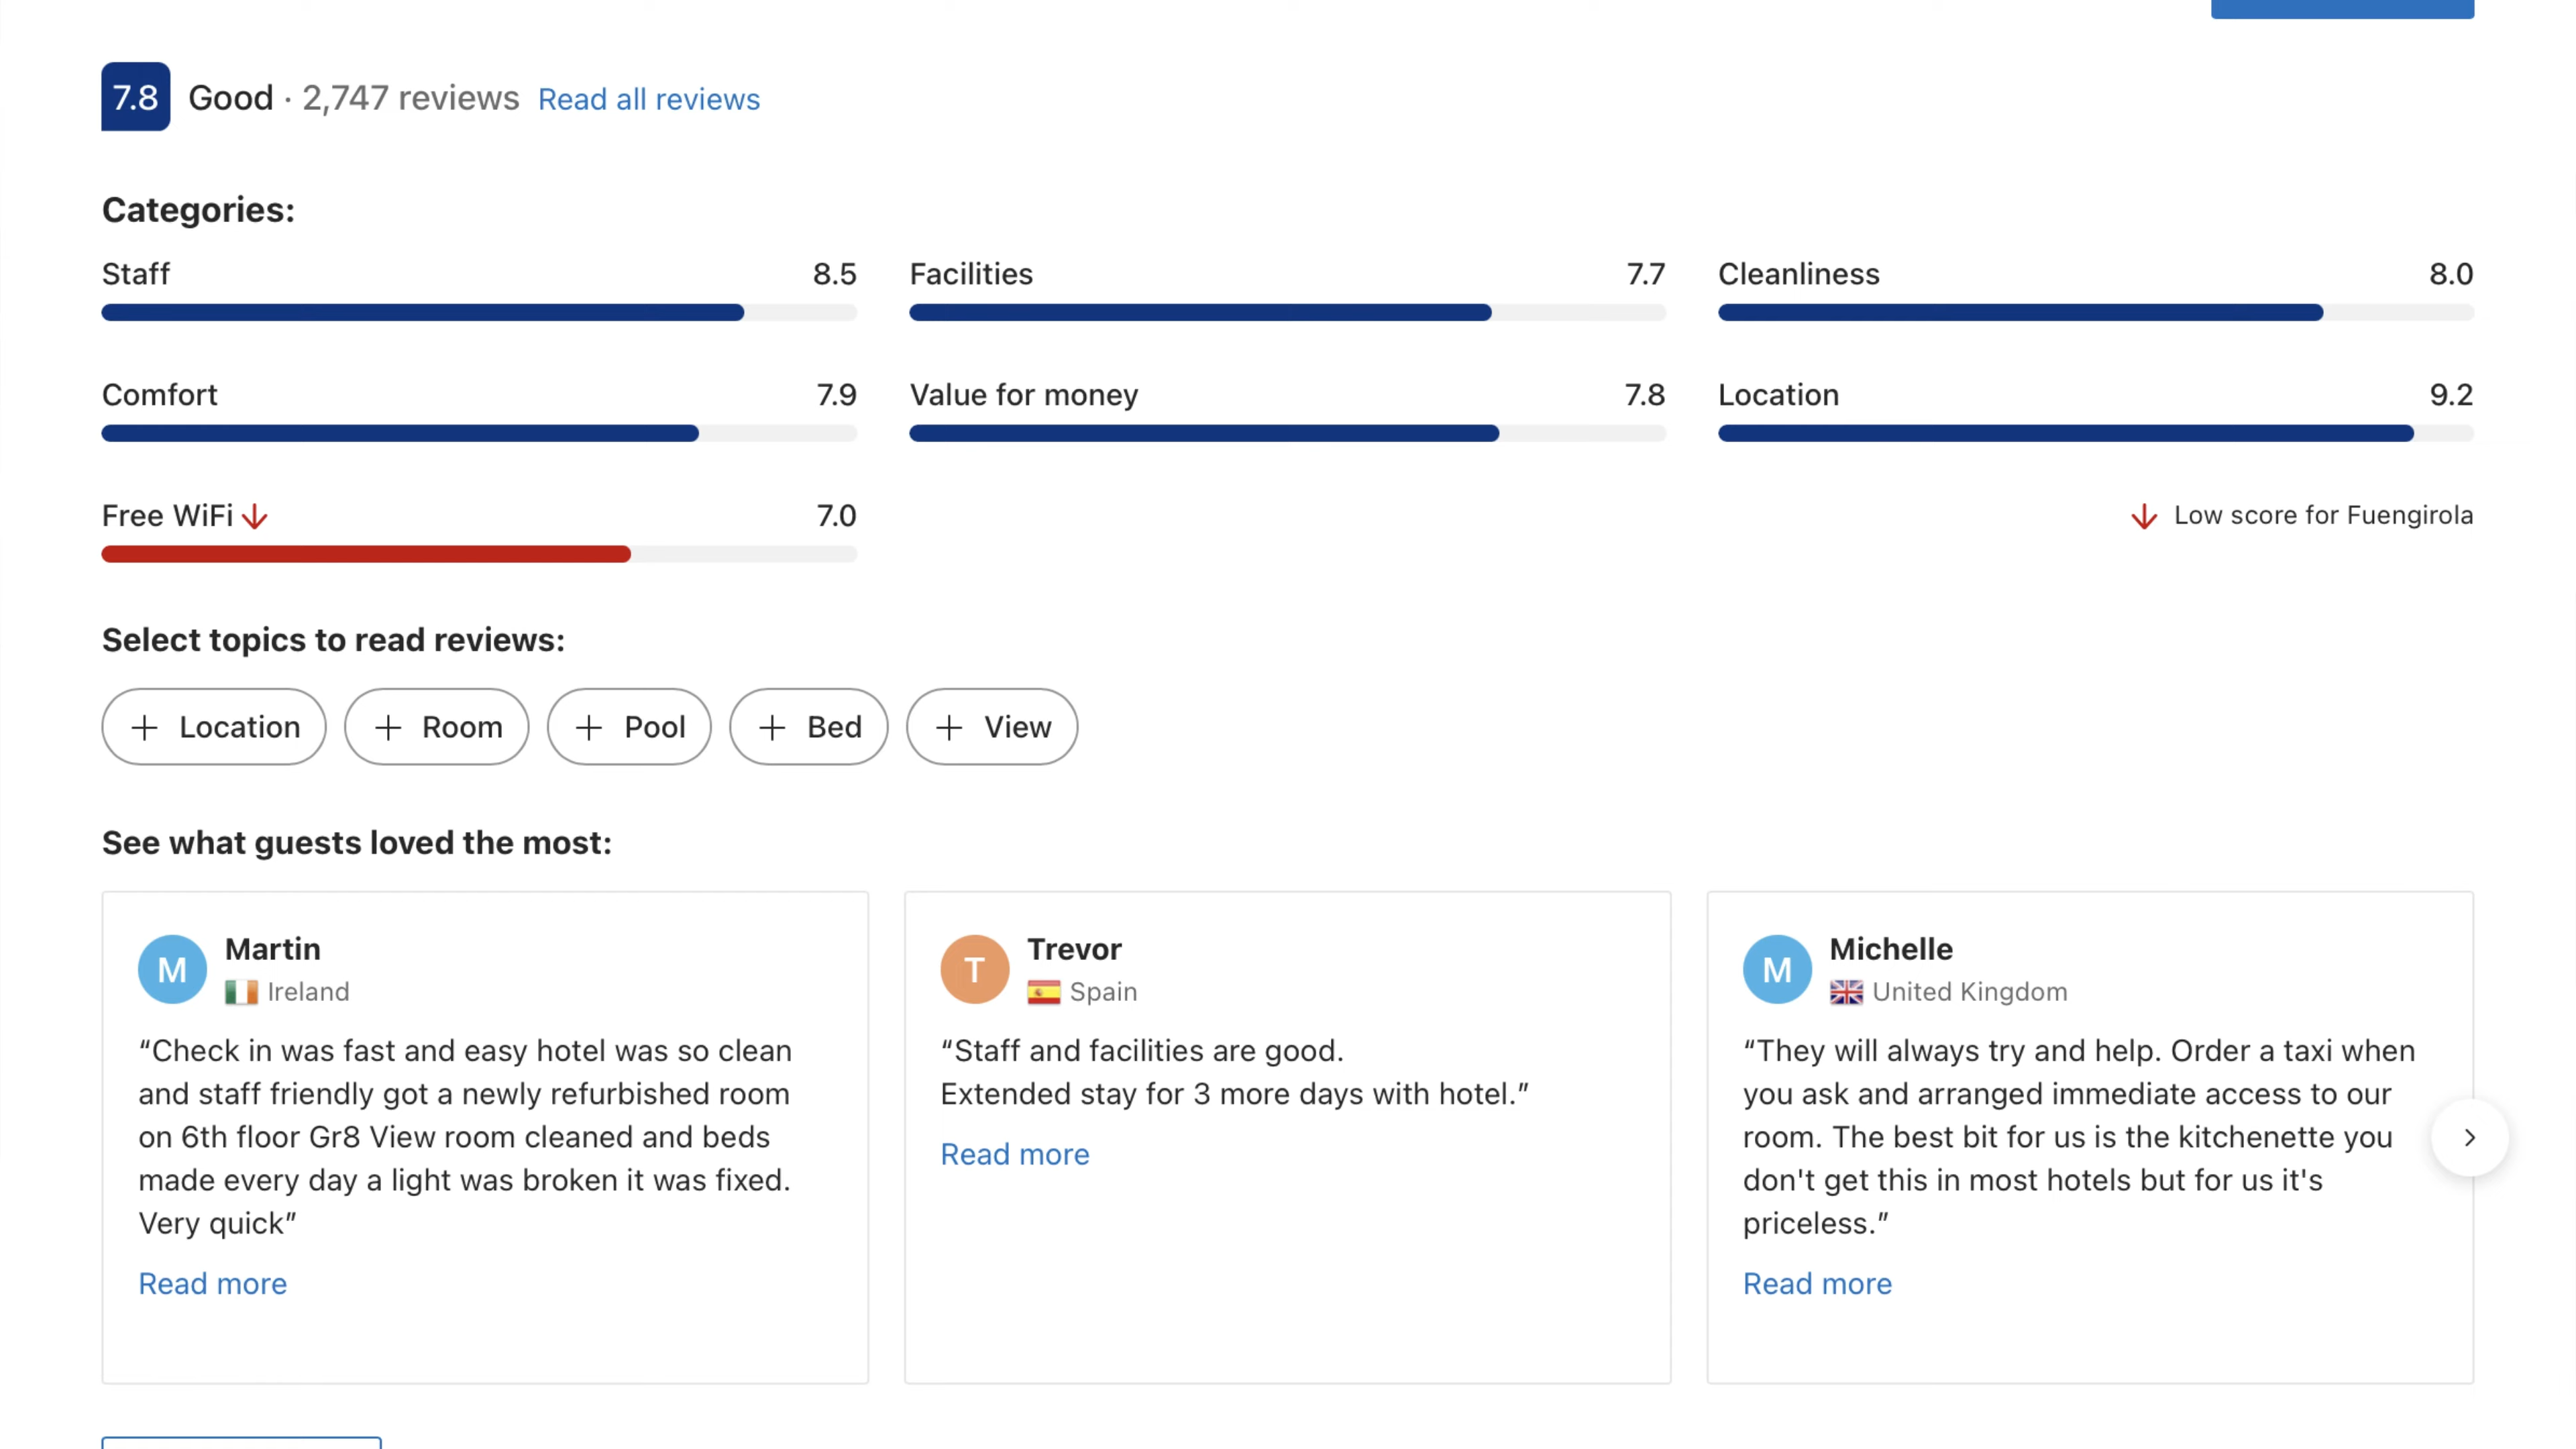 7.8 Good · 2,747 reviews Read all reviews
Categories:
Staff 8.5
Facilities 7.7
Cleanliness 8.0
Comfort 7.9
Value for money 7.8
Location 9.2
Free WiFi 7.0
Low score for Fuengirola
Select topics to read reviews:
Location
Room
Pool
Bed
View
See what guests loved the most:
M
Martin
Ireland
“Check in was fast and easy hotel was so clean
and staff friendly got a newly refurbished room
on 6th floor Gr8 View room cleaned and beds
made every day a light was broken it was fixed.
Very quick”
Read more
T
Trevor
Spain
“Staff and facilities are good.
Extended stay for 3 more days with hotel.”
Read more
M
Michelle
United Kingdom
“They will always try and help. Order a taxi when
you ask and arranged immediate access to our
room. The best bit for us is the kitchenette you
don't get this in most hotels but for us it's
priceless.”
Read more